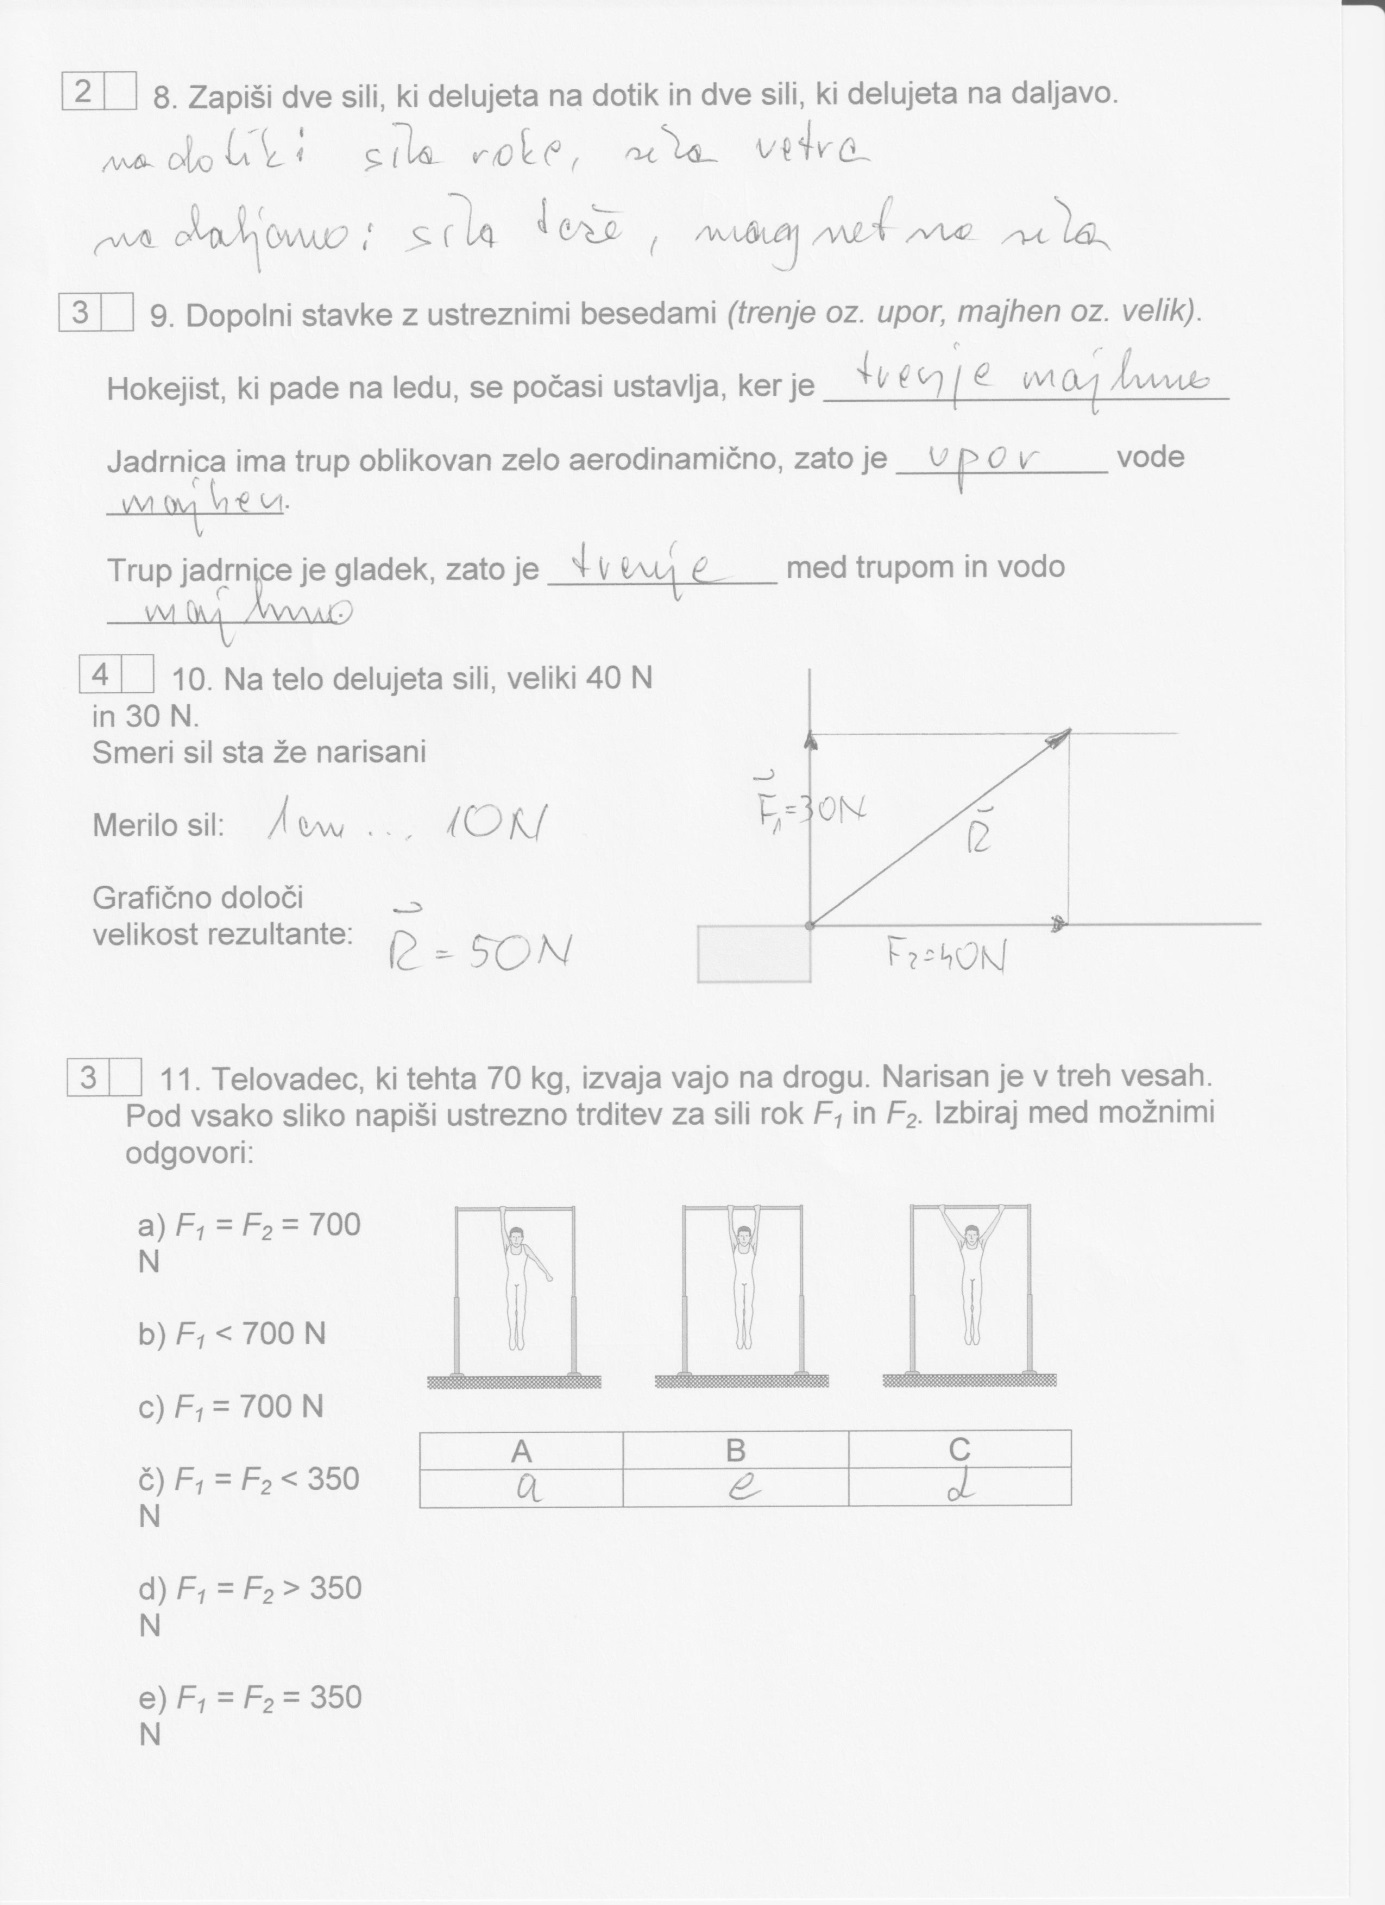 2 8. Zapiši dve sili, ki delujeta na dotik in dve sili, ki delujeta na daljavo.
na dotik: sila roke, sila vetra
na daljavo: sila teže, magnetna sila
3 9. Dopolni stavke z ustreznimi besedami (trenje oz. upor, majhen oz. velik).
Hokejist, ki pade na ledu, se počasi ustavlja, ker je trenje majhno
Jadrnica ima trup oblikovan zelo aerodinamično, zato je upor vode
majhen.
Trup jadrnice je gladek, zato je trenje med trupom in vodo
majhno.
4 10. Na telo delujeta sili, veliki 40 N
in 30 N.
Smeri sil sta že narisani
Merilo sil: 1cm ... 10N
Grafično določi
velikost rezultante: R = 50N
F1=30N
R
F2=40N
3 11. Telovadec, ki tehta 70 kg, izvaja vajo na drogu. Narisan je v treh vesah.
Pod vsako sliko napiši ustrezno trditev za sili rok F1 in F2. Izbiraj med možnimi
odgovori:
a) F1 = F2 = 700
N
b) F1 < 700 N
c) F1 = 700 N
č) F1 = F2 < 350
N
d) F1 = F2 > 350
N
e) F1 = F2 = 350
N
A B C
a e d